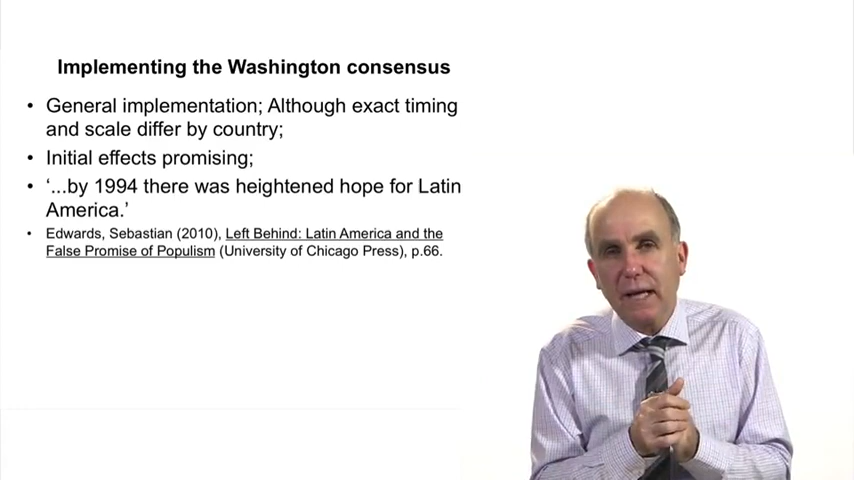 Implementing the Washington consensus
• General implementation; Although exact timing
and scale differ by country;
• Initial effects promising;
• ‘...by 1994 there was heightened hope for Latin
America.’
• Edwards, Sebastian (2010), Left Behind: Latin America and the
False Promise of Populism (University of Chicago Press), p.66.